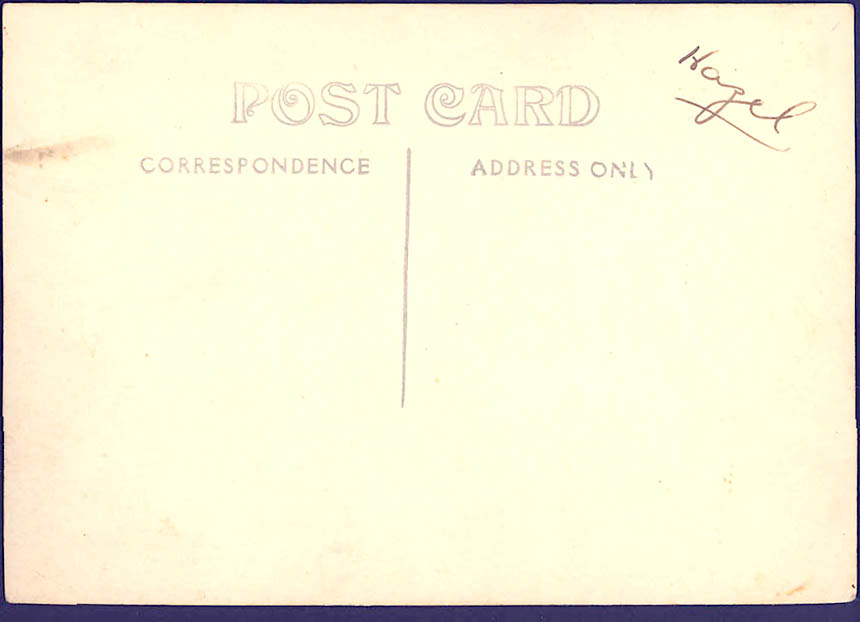 Hazel
POST CARD
CORRESPONDENCE
ADDRESS ONLY